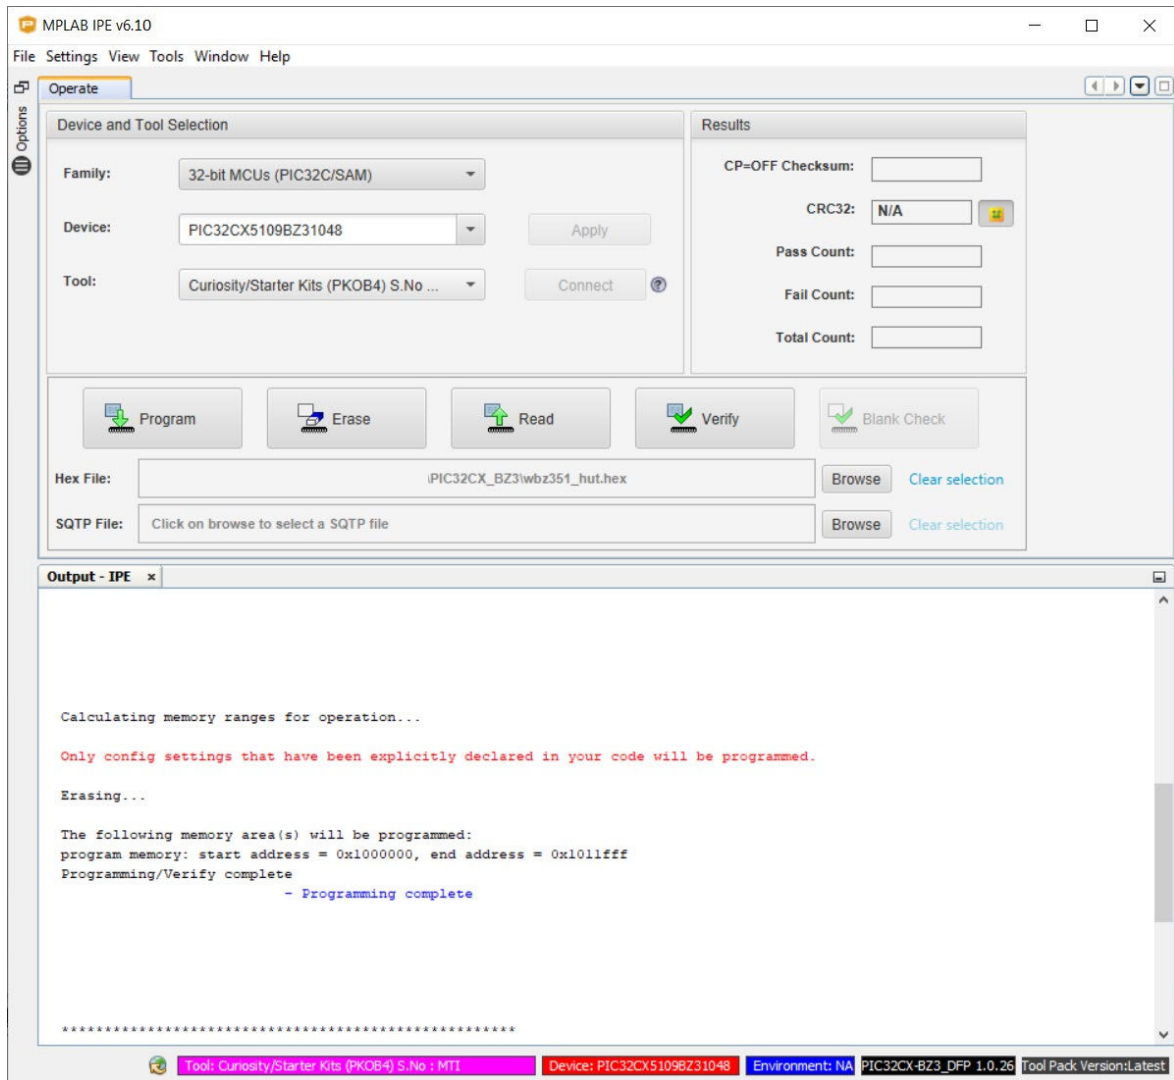 MPLAB IPE v6.10
File Settings View Tools Window Help
Operate
Options
Device and Tool Selection
Family:
32-bit MCUs (PIC32C/SAM)
Device:
PIC32CX5109BZ31048
Apply
Tool:
Curiosity/Starter Kits (PKOB4) S.No ...
Connect
?
Results
CP=OFF Checksum:
CRC32: N/A
Pass Count:
Fail Count:
Total Count:
Program Erase Read Verify Blank Check
Hex File: \PIC32CX_BZ3\wbz351_hut.hex Browse Clear selection
SQTP File: Click on browse to select a SQTP file Browse Clear selection
Output - IPE x
Calculating memory ranges for operation...
Only config settings that have been explicitly declared in your code will be programmed.
Erasing...
The following memory area(s) will be programmed:
program memory: start address = 0x1000000, end address = 0x1011fff
Programming/Verify complete
- Programming complete
*****************************************************
Tool: Curiosity/Starter Kits (PKOB4) S.No : MTI Device: PIC32CX5109BZ31048 Environment: NA PIC32CX-BZ3_DFP 1.0.26 Tool Pack Version:Latest